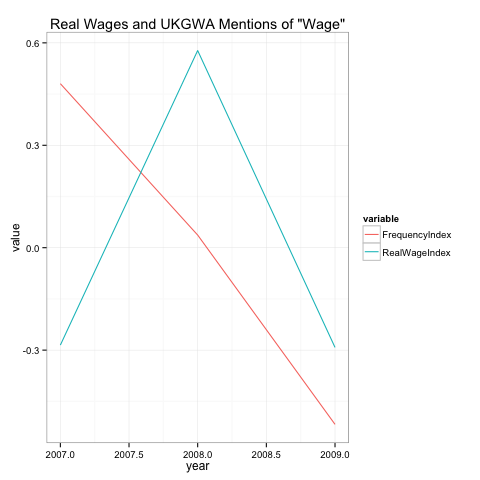 Real Wages and UKGWA Mentions of "Wage"
0.6
0.3
0.0
-0.3
value
2007.0 2007.5 2008.0 2008.5 2009.0
year
variable
FrequencyIndex
RealWageIndex